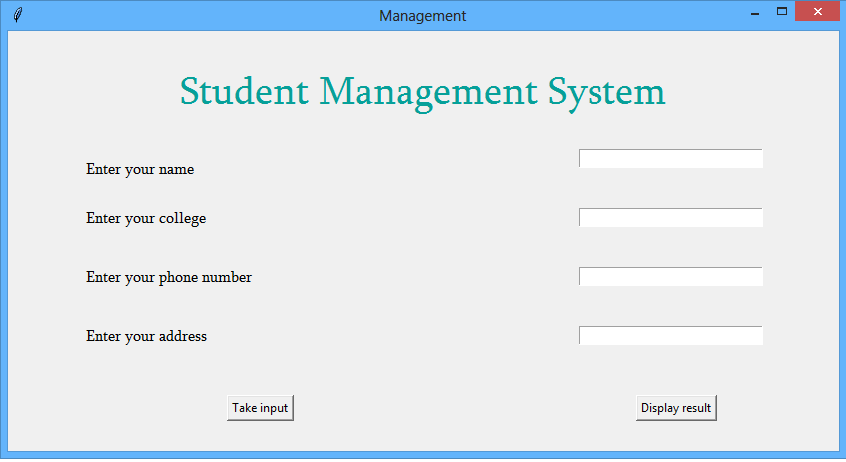 Management
Student Management System
Enter your name
Enter your college
Enter your phone number
Enter your address
Take input
Display result